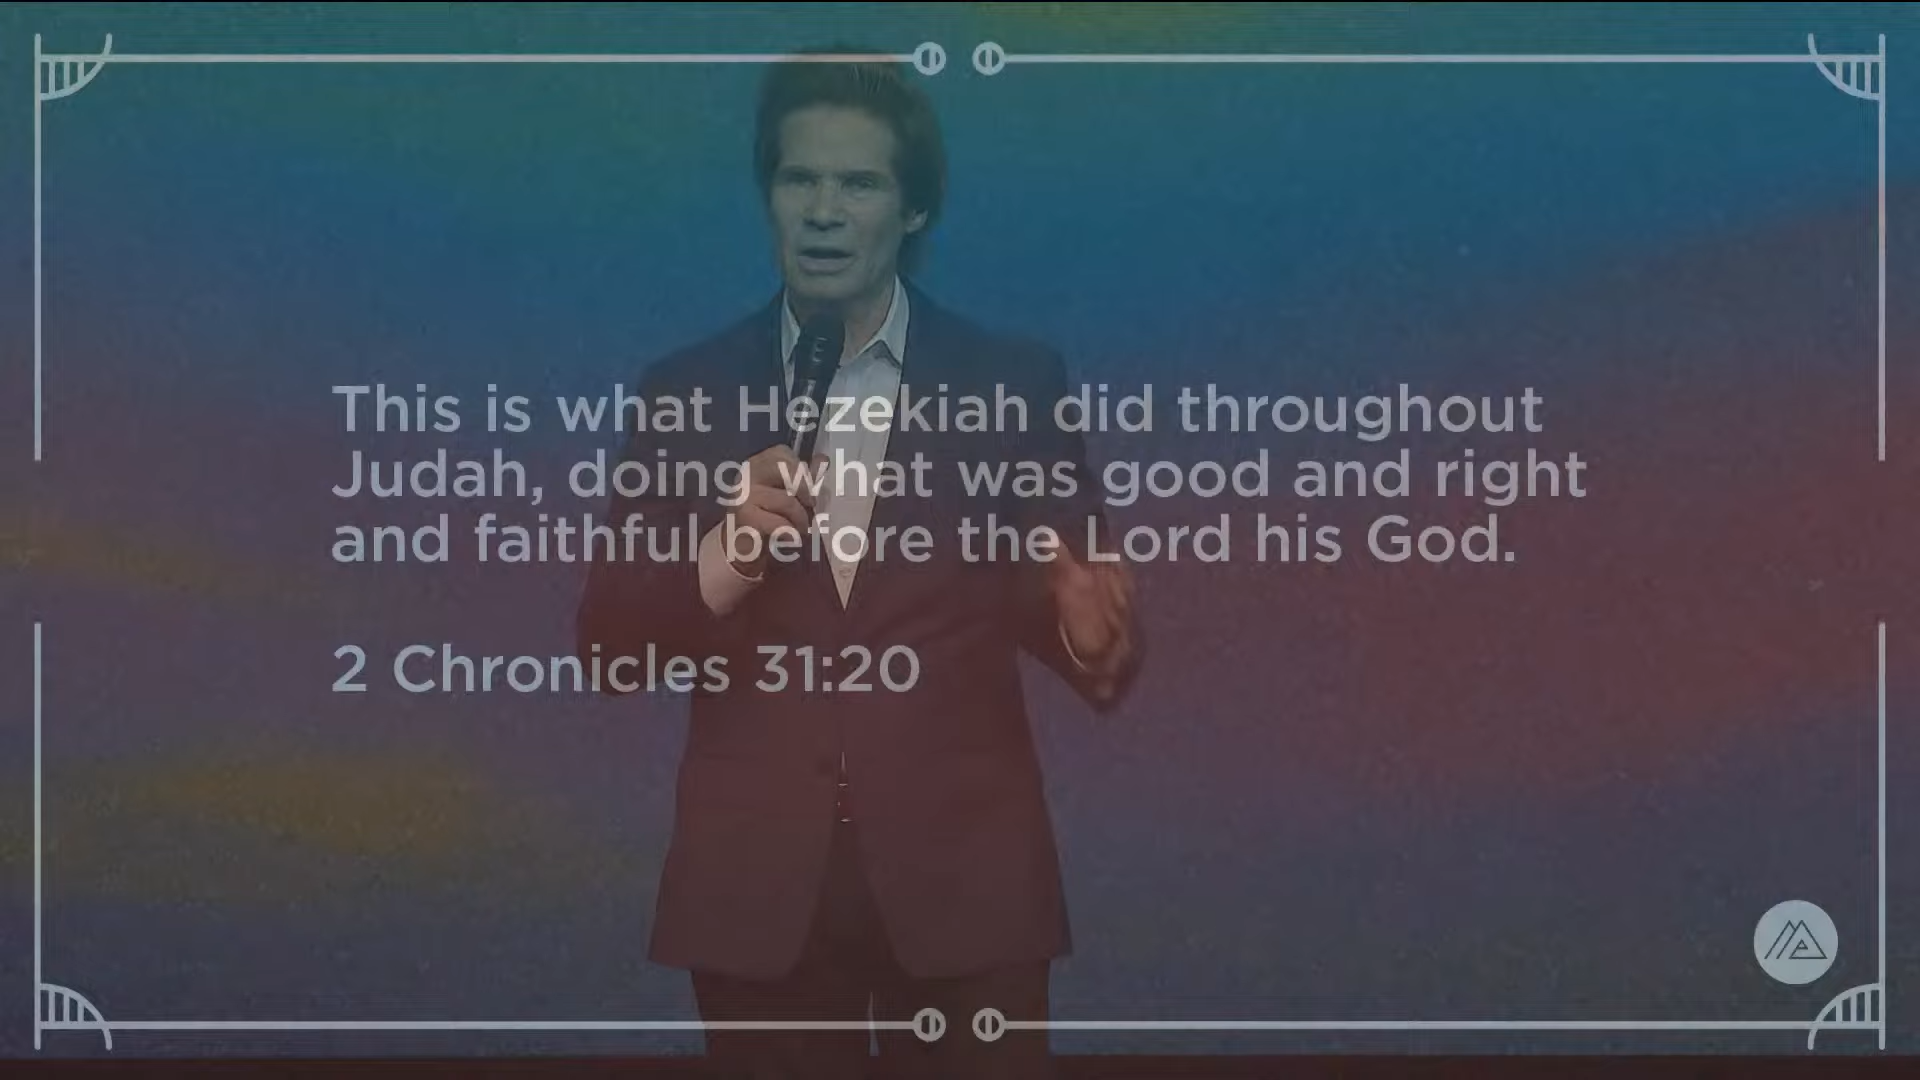 This is what Hezekiah did throughout
Judah, doing what was good and right
and faithful before the Lord his God.
2 Chronicles 31:20